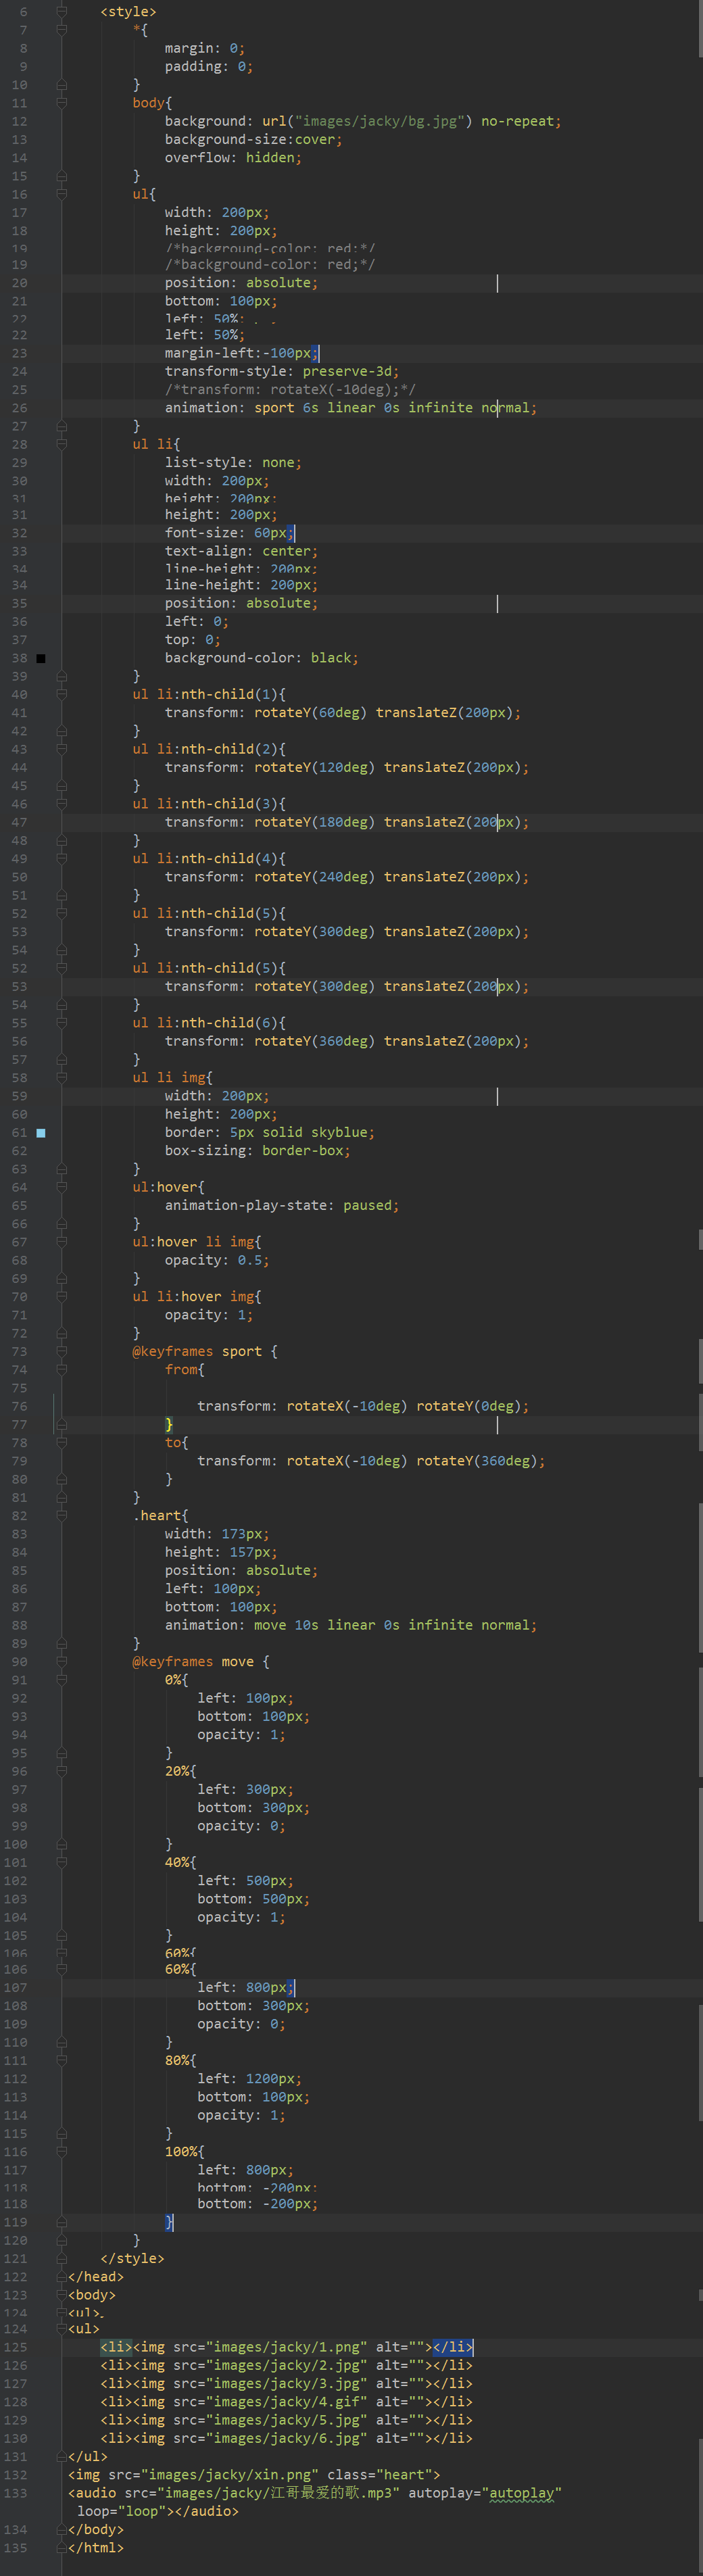 6 <style>
7 *{
8 margin: 0;
9 padding: 0;
10 }
11 body{
12 background: url("images/jacky/bg.jpg") no-repeat;
13 background-size:cover;
14 overflow: hidden;
15 }
16 ul{
17 width: 200px;
18 height: 200px;
19 /*background-color: red;*/
19 /*background-color: red;*/
20 position: absolute;
21 bottom: 100px;
22 left: 50%;
22 left: 50%;
23 margin-left:-100px;
24 transform-style: preserve-3d;
25 /*transform: rotateX(-10deg);*/
26 animation: sport 6s linear 0s infinite normal;
27 }
28 ul li{
29 list-style: none;
30 width: 200px;
31 height: 200px;
31 height: 200px;
32 font-size: 60px;
33 text-align: center;
34 line-height: 200px;
34 line-height: 200px;
35 position: absolute;
36 left: 0;
37 top: 0;
38 background-color: black;
39 }
40 ul li:nth-child(1){
41 transform: rotateY(60deg) translateZ(200px);
42 }
43 ul li:nth-child(2){
44 transform: rotateY(120deg) translateZ(200px);
45 }
46 ul li:nth-child(3){
47 transform: rotateY(180deg) translateZ(200px);
48 }
49 ul li:nth-child(4){
50 transform: rotateY(240deg) translateZ(200px);
51 }
52 ul li:nth-child(5){
53 transform: rotateY(300deg) translateZ(200px);
54 }
52 ul li:nth-child(5){
53 transform: rotateY(300deg) translateZ(200px);
54 }
55 ul li:nth-child(6){
56 transform: rotateY(360deg) translateZ(200px);
57 }
58 ul li img{
59 width: 200px;
60 height: 200px;
61 border: 5px solid skyblue;
62 box-sizing: border-box;
63 }
64 ul:hover{
65 animation-play-state: paused;
66 }
67 ul:hover li img{
68 opacity: 0.5;
69 }
70 ul li:hover img{
71 opacity: 1;
72 }
73 @keyframes sport {
74 from{
75
76 transform: rotateX(-10deg) rotateY(0deg);
77 }
78 to{
79 transform: rotateX(-10deg) rotateY(360deg);
80 }
81 }
82 .heart{
83 width: 173px;
84 height: 157px;
85 position: absolute;
86 left: 100px;
87 bottom: 100px;
88 animation: move 10s linear 0s infinite normal;
89 }
90 @keyframes move {
91 0%{
92 left: 100px;
93 bottom: 100px;
94 opacity: 1;
95 }
96 20%{
97 left: 300px;
98 bottom: 300px;
99 opacity: 0;
100 }
101 40%{
102 left: 500px;
103 bottom: 500px;
104 opacity: 1;
105 }
106 60%{
106 60%{
107 left: 800px;
108 bottom: 300px;
109 opacity: 0;
110 }
111 80%{
112 left: 1200px;
113 bottom: 100px;
114 opacity: 1;
115 }
116 100%{
117 left: 800px;
118 bottom: -200px;
118 bottom: -200px;
119 }
120 }
121 </style>
122 </head>
123 <body>
124 <ul>
124 <ul>
125 <li><img src="images/jacky/1.png" alt=""></li>
126 <li><img src="images/jacky/2.jpg" alt=""></li>
127 <li><img src="images/jacky/3.jpg" alt=""></li>
128 <li><img src="images/jacky/4.gif" alt=""></li>
129 <li><img src="images/jacky/5.jpg" alt=""></li>
130 <li><img src="images/jacky/6.jpg" alt=""></li>
131 </ul>
132 <img src="images/jacky/xin.png" class="heart">
133 <audio src="images/jacky/江哥最爱的歌.mp3" autoplay="autoplay"
loop="loop"></audio>
134 </body>
135 </html>